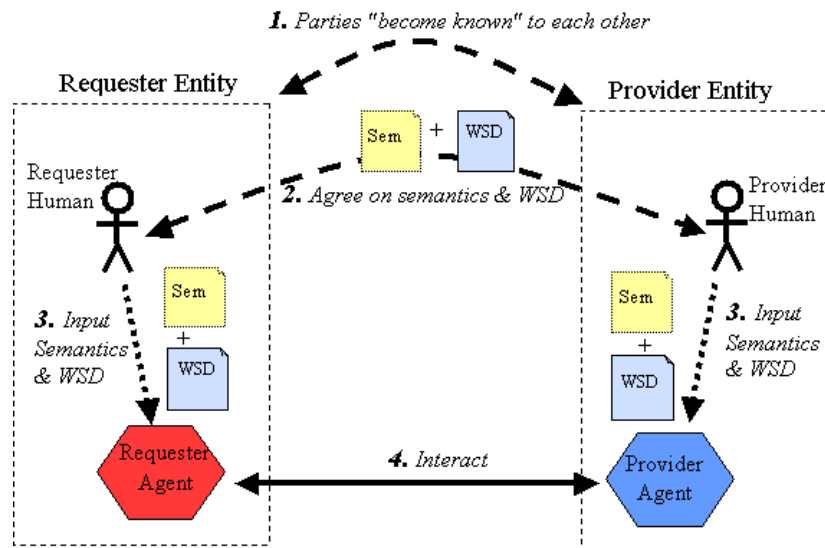 1. Parties "become known" to each other
Requester Entity
Provider Entity
Sem
+
WSD
Requester
Human
2. Agree on semantics & WSD
Provider
Human
3. Input
Semantics
& WSD
Sem
+
WSD
Sem
+
WSD
3. Input
Semantics
& WSD
Requester
Agent
4. Interact
Provider
Agent